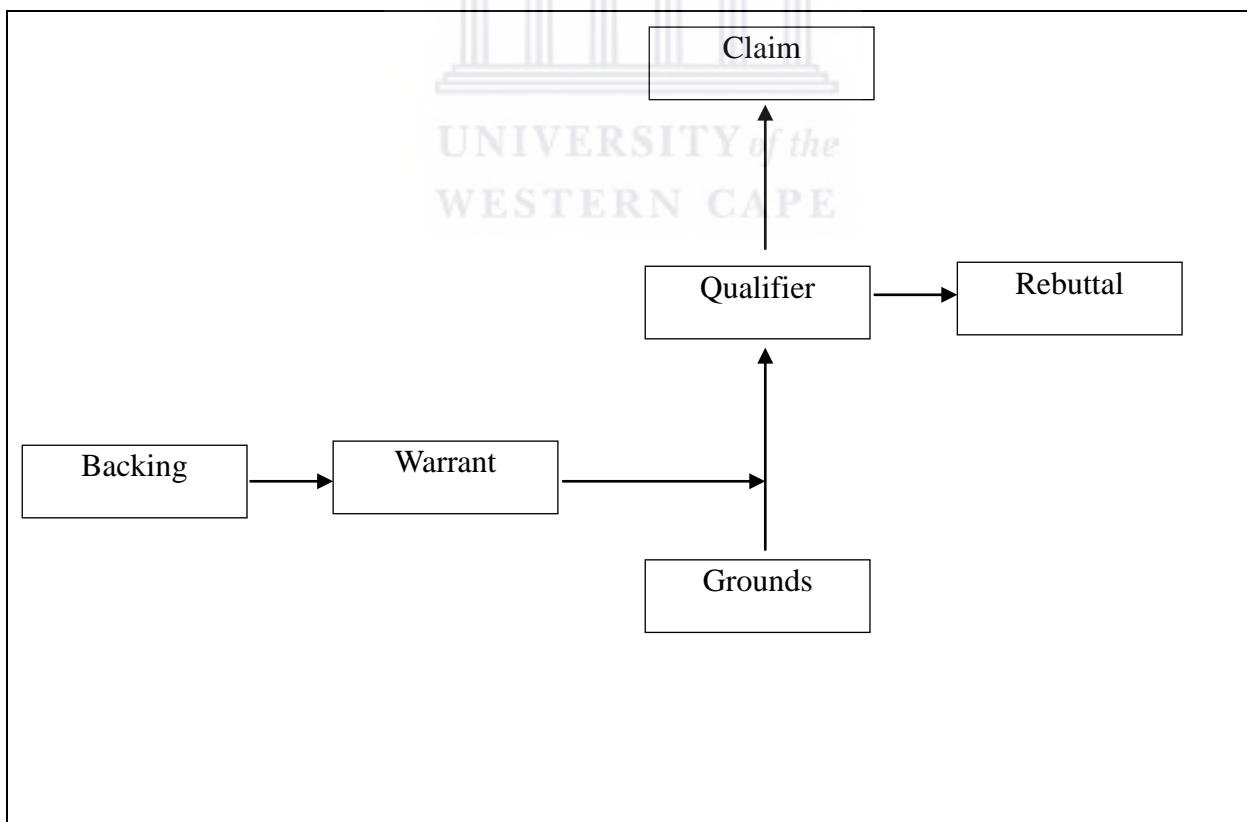 Claim
UNIVERSITY of the
WESTERN CAPE
Qualifier
Rebuttal
Backing
Warrant
Grounds